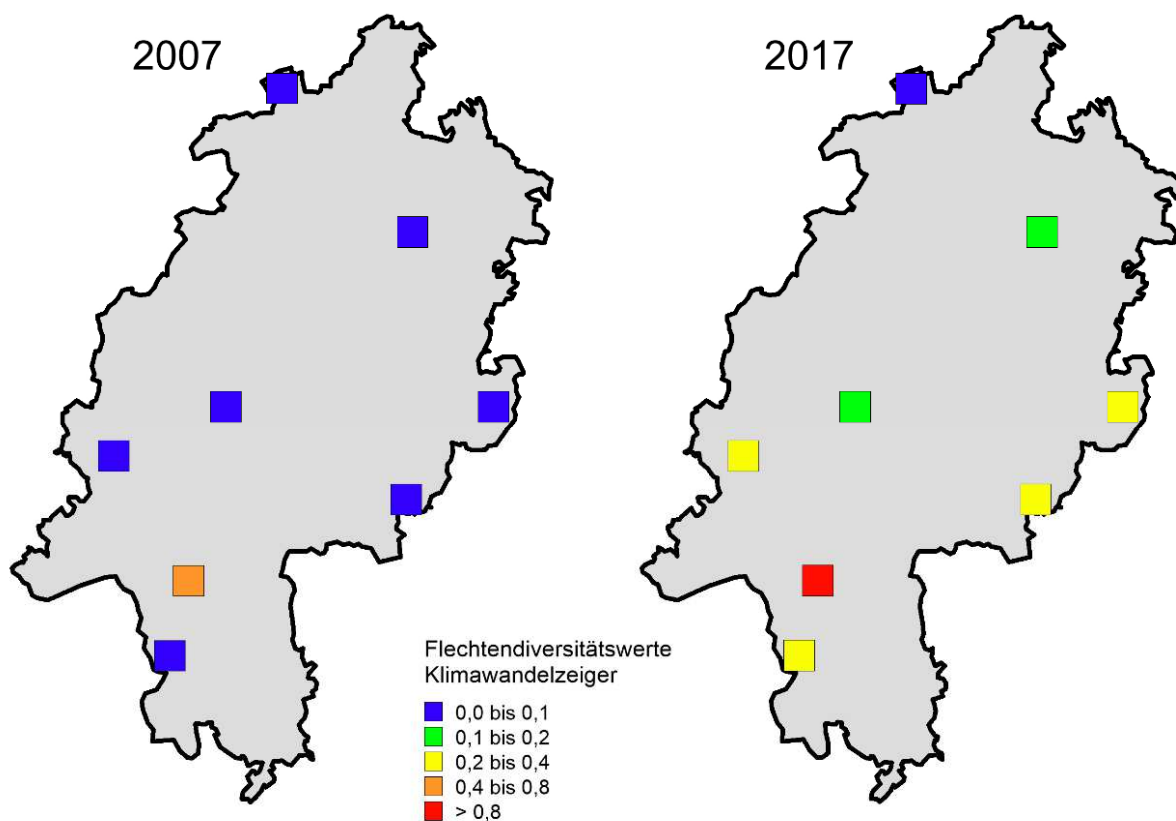 2007
2017
Flechtendiversitätswerte
Klimawandelzeiger
0,0 bis 0,1
0,1 bis 0,2
0,2 bis 0,4
0,4 bis 0,8
> 0,8